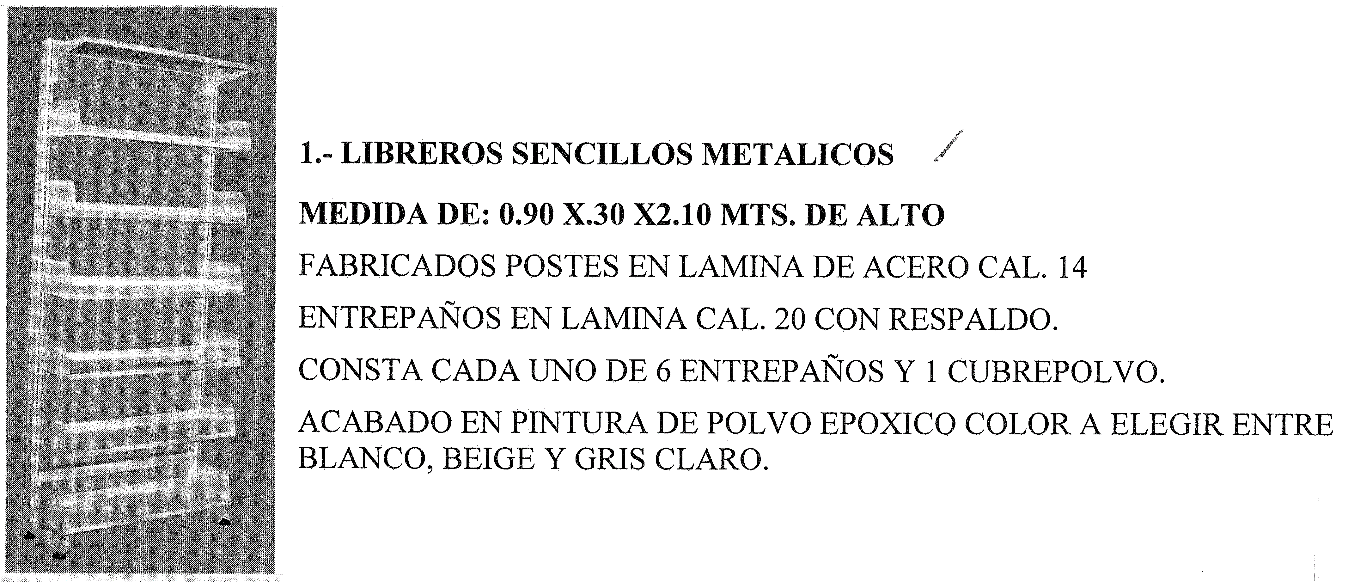 1.- LIBREROS SENCILLOS METALICOS
MEDIDA DE: 0.90 X.30 X2.10 MTS. DE ALTO
FABRICADOS POSTES EN LAMINA DE ACERO CAL. 14
ENTREPAÑOS EN LAMINA CAL. 20 CON RESPALDO.
CONSTA CADA UNO DE 6 ENTREPAÑOS Y 1 CUBREPOLVO.
ACABADO EN PINTURA DE POLVO EPOXICO COLOR A ELEGIR ENTRE
BLANCO, BEIGE Y GRIS CLARO.